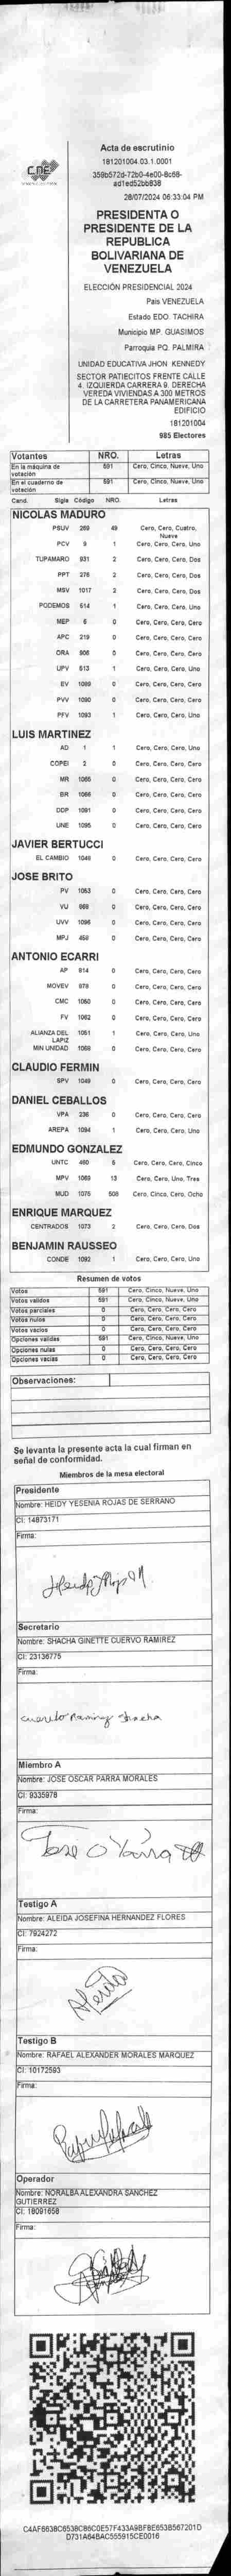 CNE
Acta de escrutinio
181201004.03.1.0001
359b572d-72b0-4e00-8c68-
ad1ed52bb838
28/07/2024 06:33:04 PM
PRESIDENTA O
PRESIDENTE DE LA
REPUBLICA
BOLIVARIANA DE
VENEZUELA
ELECCIÓN PRESIDENCIAL 2024
País VENEZUELA
Estado EDO. TACHIRA
Municipio MP. GUASIMOS
Parroquia PQ. PALMIRA
UNIDAD EDUCATIVA JHON KENNEDY
SECTOR PATIECITOS FRENTE CALLE
4. IZQUIERDA CARRERA 9. DERECHA
VEREDA VIVIENDAS A 300 METROS
DE LA CARRETERA PANAMERICANA
EDIFICIO
181201004
985 Electores
Votantes NRO. Letras
En la máquina de votación 591 Cero, Cinco, Nueve, Uno
En el cuaderno de votación 591 Cero, Cinco, Nueve, Uno
Cand. Sigla Código NRO. Letras
NICOLAS MADURO
PSUV 269 49 Cero, Cero, Cuatro, Nueve
PCV 9 1 Cero, Cero, Cero, Uno
TUPAMARO 931 2 Cero, Cero, Cero, Dos
PPT 276 2 Cero, Cero, Cero, Dos
MSV 1017 2 Cero, Cero, Cero, Dos
PODEMOS 614 1 Cero, Cero, Cero, Uno
MEP 6 0 Cero, Cero, Cero, Cero
APC 219 0 Cero, Cero, Cero, Cero
ORA 906 0 Cero, Cero, Cero, Cero
UPV 613 1 Cero, Cero, Cero, Uno
EV 1089 0 Cero, Cero, Cero, Cero
PVV 1090 0 Cero, Cero, Cero, Cero
PFV 1093 1 Cero, Cero, Cero, Uno
LUIS MARTINEZ
AD 1 1 Cero, Cero, Cero, Uno
COPEI 2 0 Cero, Cero, Cero, Cero
MR 1065 0 Cero, Cero, Cero, Cero
BR 1068 0 Cero, Cero, Cero, Cero
DDP 1091 0 Cero, Cero, Cero, Cero
UNE 1095 0 Cero, Cero, Cero, Cero
JAVIER BERTUCCI
EL CAMBIO 1048 0 Cero, Cero, Cero, Cero
JOSE BRITO
PV 1063 0 Cero, Cero, Cero, Cero
VU 868 0 Cero, Cero, Cero, Cero
UVV 1096 0 Cero, Cero, Cero, Cero
MPJ 458 0 Cero, Cero, Cero, Cero
ANTONIO ECARRI
AP 914 0 Cero, Cero, Cero, Cero
MOVEV 878 0 Cero, Cero, Cero, Cero
CMC 1060 0 Cero, Cero, Cero, Cero
FV 1062 0 Cero, Cero, Cero, Cero
ALIANZA DEL LAPIZ 1051 1 Cero, Cero, Cero, Uno
MIN UNIDAD 1069 0 Cero, Cero, Cero, Cero
CLAUDIO FERMIN
SPV 1049 0 Cero, Cero, Cero, Cero
DANIEL CEBALLOS
VPA 236 0 Cero, Cero, Cero, Cero
AREPA 1094 1 Cero, Cero, Cero, Uno
EDMUNDO GONZALEZ
UNTC 460 5 Cero, Cero, Cero, Cinco
MPV 1069 13 Cero, Cero, Uno, Tres
MUD 1075 508 Cero, Cinco, Cero, Ocho
ENRIQUE MARQUEZ
CENTRADOS 1073 2 Cero, Cero, Cero, Dos
BENJAMIN RAUSSEO
CONDE 1092 1 Cero, Cero, Cero, Uno
Resumen de votos
Votos 591 Cero, Cinco, Nueve, Uno
Votos validos 591 Cero, Cinco, Nueve, Uno
Votos parciales 0 Cero, Cero, Cero, Cero
Votos nulos 0 Cero, Cero, Cero, Cero
Votos vacios 0 Cero, Cero, Cero, Cero
Opciones validas 591 Cero, Cinco, Nueve, Uno
Opciones nulas 0 Cero, Cero, Cero, Cero
Opciones vacias 0 Cero, Cero, Cero, Cero
Observaciones:
Se levanta la presente acta la cual firman en
señal de conformidad.
Miembros de la mesa electoral
Presidente
Nombre: HEIDY YESENIA ROJAS DE SERRANO
CI: 14873171
Firma:
Secretario
Nombre: SHACHA GINETTE CUERVO RAMIREZ
CI: 23136775
Firma:
Cuervo Ramirez Shacha
Miembro A
Nombre: JOSE OSCAR PARRA MORALES
CI: 9335978
Firma:
Jose O Parra
Testigo A
Nombre: ALEIDA JOSEFINA HERNANDEZ FLORES
CI: 7924272
Firma:
Aleida
Testigo B
Nombre: RAFAEL ALEXANDER MORALES MARQUEZ
CI: 10172593
Firma:
Operador
Nombre: NORALBA ALEXANDRA SANCHEZ
GUTIERREZ
CI: 18091658
Firma:
C4AF6638C6538C86C0E57F433A9BFBE653B567201D
D731A64BAC555915CE0016